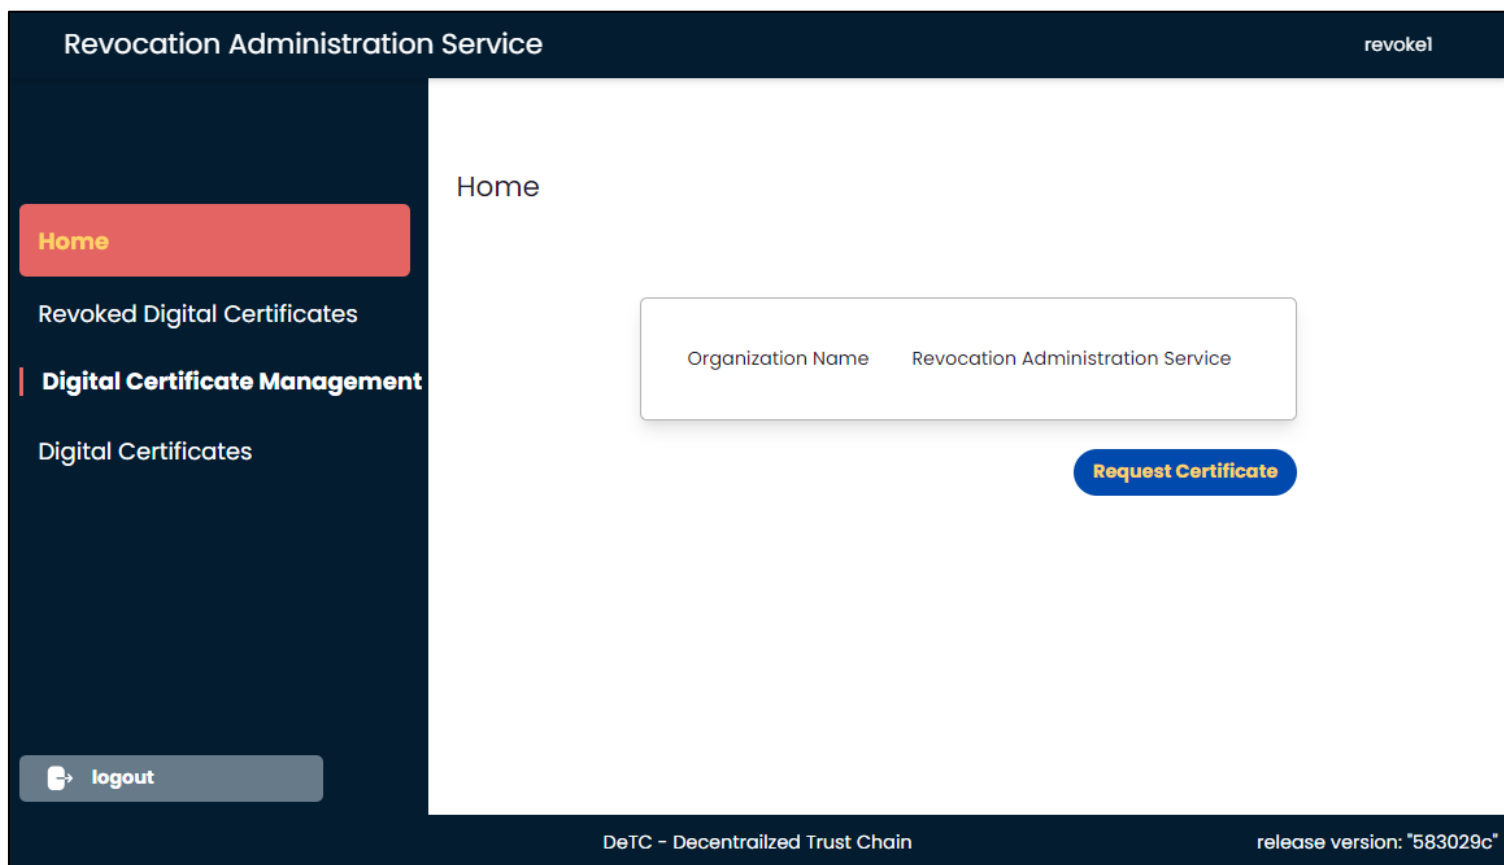 Revocation Administration Service
revoke1
Home
Revoked Digital Certificates
Digital Certificate Management
Digital Certificates
logout
Home
Organization Name Revocation Administration Service
Request Certificate
DeTC - Decentrailzed Trust Chain
release version: "583029c"